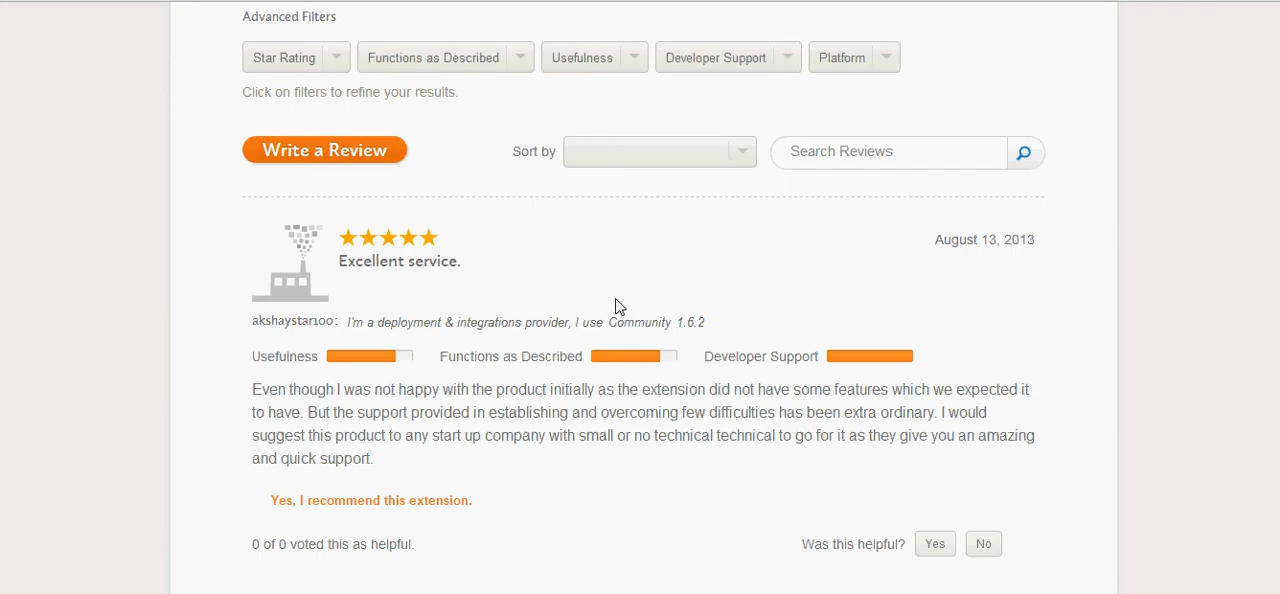 Advanced Filters
Star Rating Functions as Described Usefulness Developer Support Platform
Click on filters to refine your results.
Write a Review Sort by Search Reviews
August 13, 2013
Excellent service.
akshaystar100: I'm a deployment & integrations provider, I use Community 1.6.2
Usefulness Functions as Described Developer Support
Even though I was not happy with the product initially as the extension did not have some features which we expected it
to have. But the support provided in establishing and overcoming few difficulties has been extra ordinary. I would
suggest this product to any start up company with small or no technical technical to go for it as they give you an amazing
and quick support.
Yes, I recommend this extension.
0 of 0 voted this as helpful. Was this helpful? Yes No